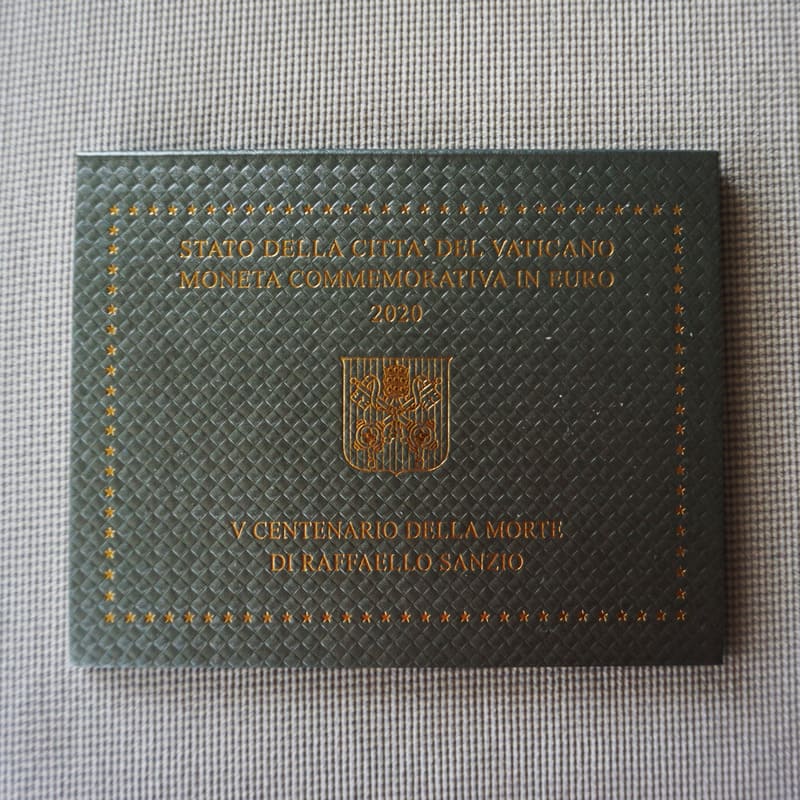 STATO DELLA CITTA' DEL VATICANO
MONETA COMMEMORATIVA IN EURO
2020
V CENTENARIO DELLA MORTE
DI RAFFAELLO SANZIO